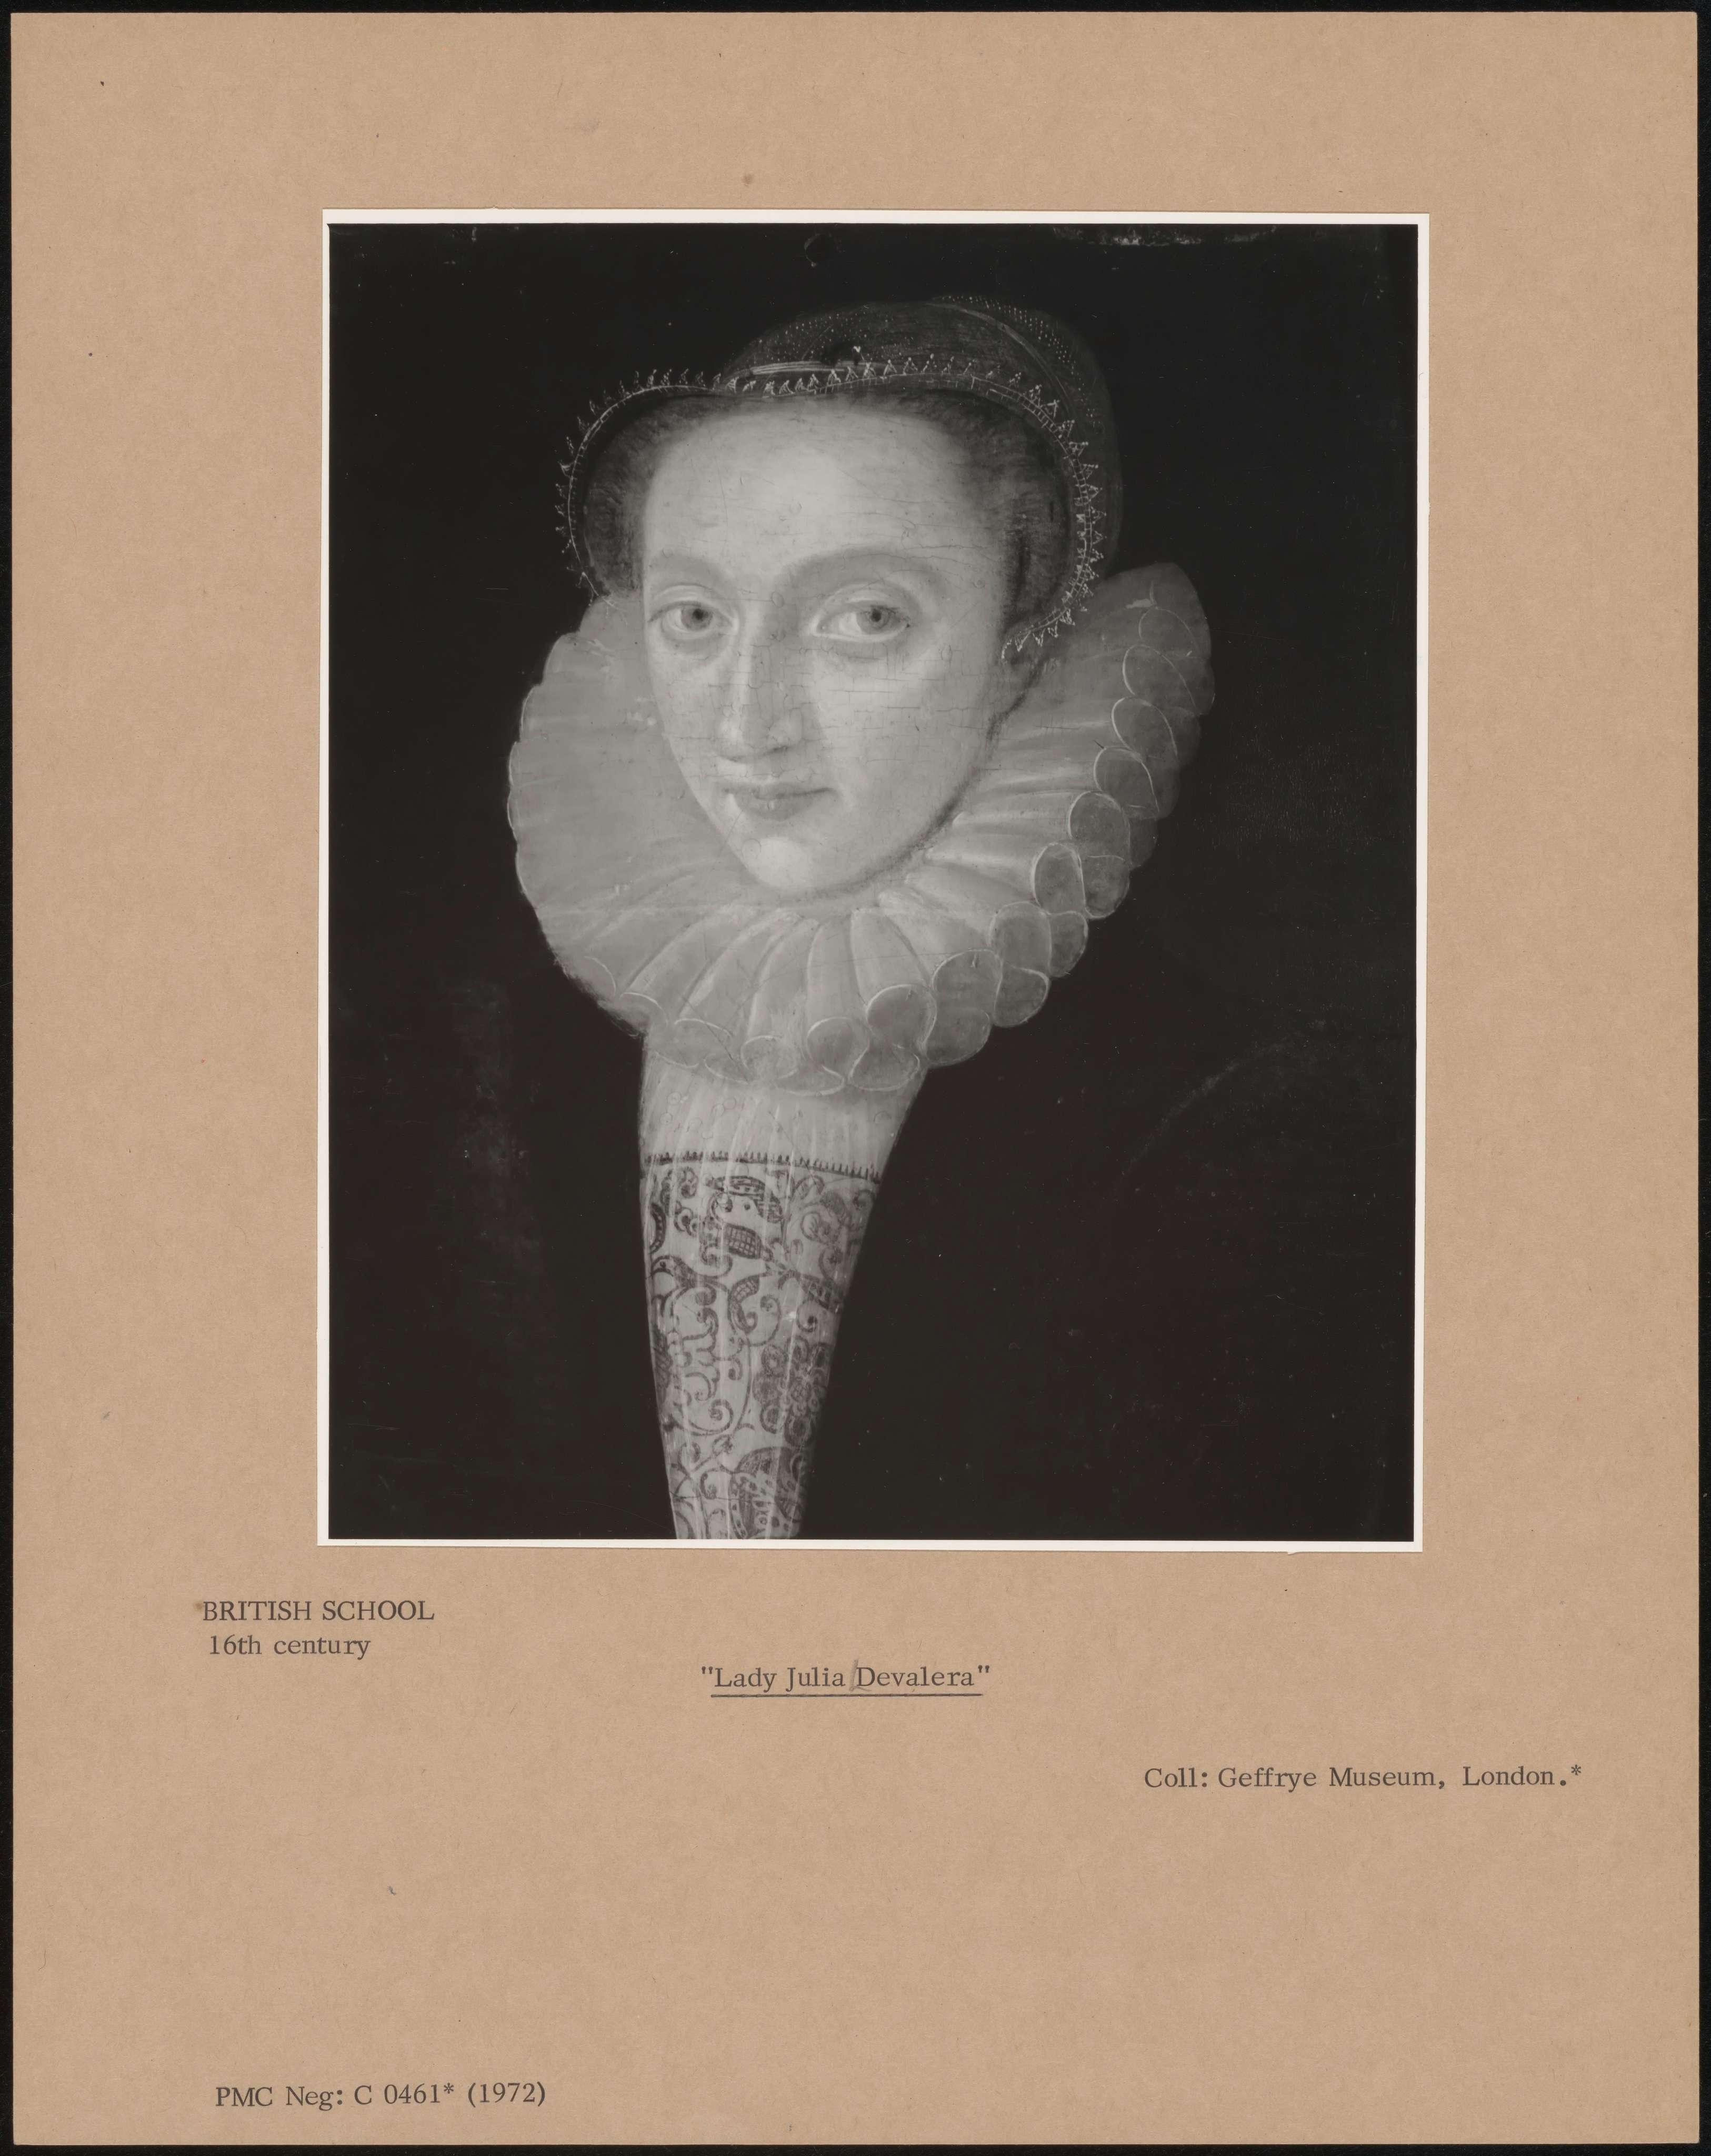 BRITISH SCHOOL
16th century
"Lady Julia Devalera"
Coll: Geffrye Museum, London.*
PMC Neg: C 0461* (1972)